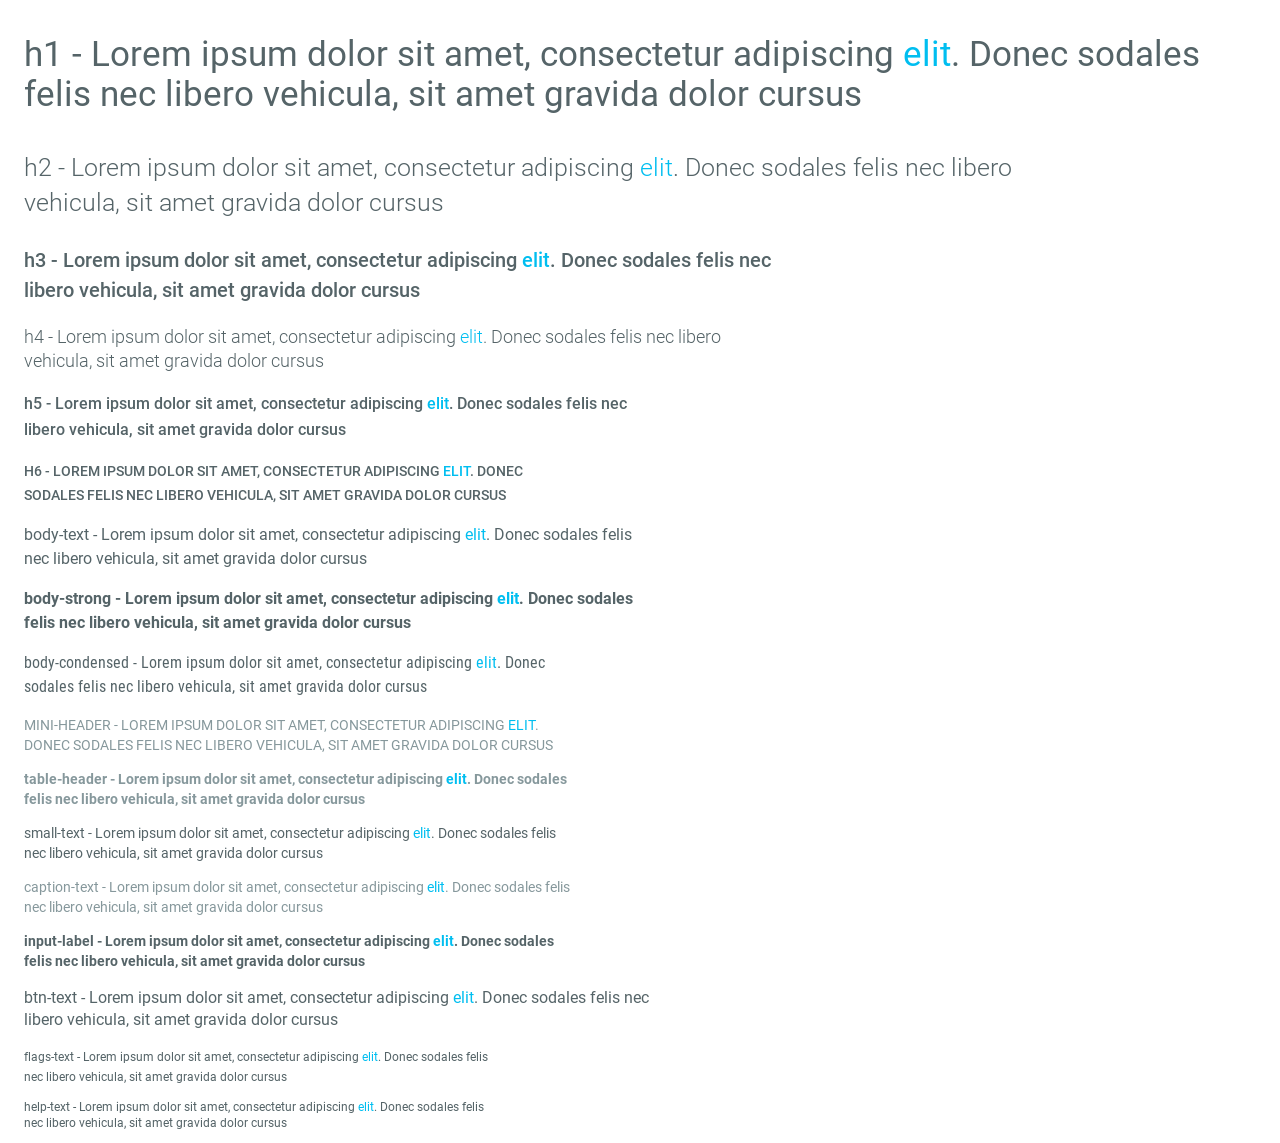 h1 - Lorem ipsum dolor sit amet, consectetur adipiscing elit. Donec sodales
felis nec libero vehicula, sit amet gravida dolor cursus
h2 - Lorem ipsum dolor sit amet, consectetur adipiscing elit. Donec sodales felis nec libero
vehicula, sit amet gravida dolor cursus
h3 - Lorem ipsum dolor sit amet, consectetur adipiscing elit. Donec sodales felis nec
libero vehicula, sit amet gravida dolor cursus
h4 - Lorem ipsum dolor sit amet, consectetur adipiscing elit. Donec sodales felis nec libero
vehicula, sit amet gravida dolor cursus
h5 - Lorem ipsum dolor sit amet, consectetur adipiscing elit. Donec sodales felis nec
libero vehicula, sit amet gravida dolor cursus
H6 - LOREM IPSUM DOLOR SIT AMET, CONSECTETUR ADIPISCING ELIT. DONEC
SODALES FELIS NEC LIBERO VEHICULA, SIT AMET GRAVIDA DOLOR CURSUS
body-text - Lorem ipsum dolor sit amet, consectetur adipiscing elit. Donec sodales felis
nec libero vehicula, sit amet gravida dolor cursus
body-strong - Lorem ipsum dolor sit amet, consectetur adipiscing elit. Donec sodales
felis nec libero vehicula, sit amet gravida dolor cursus
body-condensed - Lorem ipsum dolor sit amet, consectetur adipiscing elit. Donec
sodales felis nec libero vehicula, sit amet gravida dolor cursus
MINI-HEADER - LOREM IPSUM DOLOR SIT AMET, CONSECTETUR ADIPISCING ELIT.
DONEC SODALES FELIS NEC LIBERO VEHICULA, SIT AMET GRAVIDA DOLOR CURSUS
table-header - Lorem ipsum dolor sit amet, consectetur adipiscing elit. Donec sodales
felis nec libero vehicula, sit amet gravida dolor cursus
small-text - Lorem ipsum dolor sit amet, consectetur adipiscing elit. Donec sodales felis
nec libero vehicula, sit amet gravida dolor cursus
caption-text - Lorem ipsum dolor sit amet, consectetur adipiscing elit. Donec sodales felis
nec libero vehicula, sit amet gravida dolor cursus
input-label - Lorem ipsum dolor sit amet, consectetur adipiscing elit. Donec sodales
felis nec libero vehicula, sit amet gravida dolor cursus
btn-text - Lorem ipsum dolor sit amet, consectetur adipiscing elit. Donec sodales felis nec
libero vehicula, sit amet gravida dolor cursus
flags-text - Lorem ipsum dolor sit amet, consectetur adipiscing elit. Donec sodales felis
nec libero vehicula, sit amet gravida dolor cursus
help-text - Lorem ipsum dolor sit amet, consectetur adipiscing elit. Donec sodales felis
nec libero vehicula, sit amet gravida dolor cursus